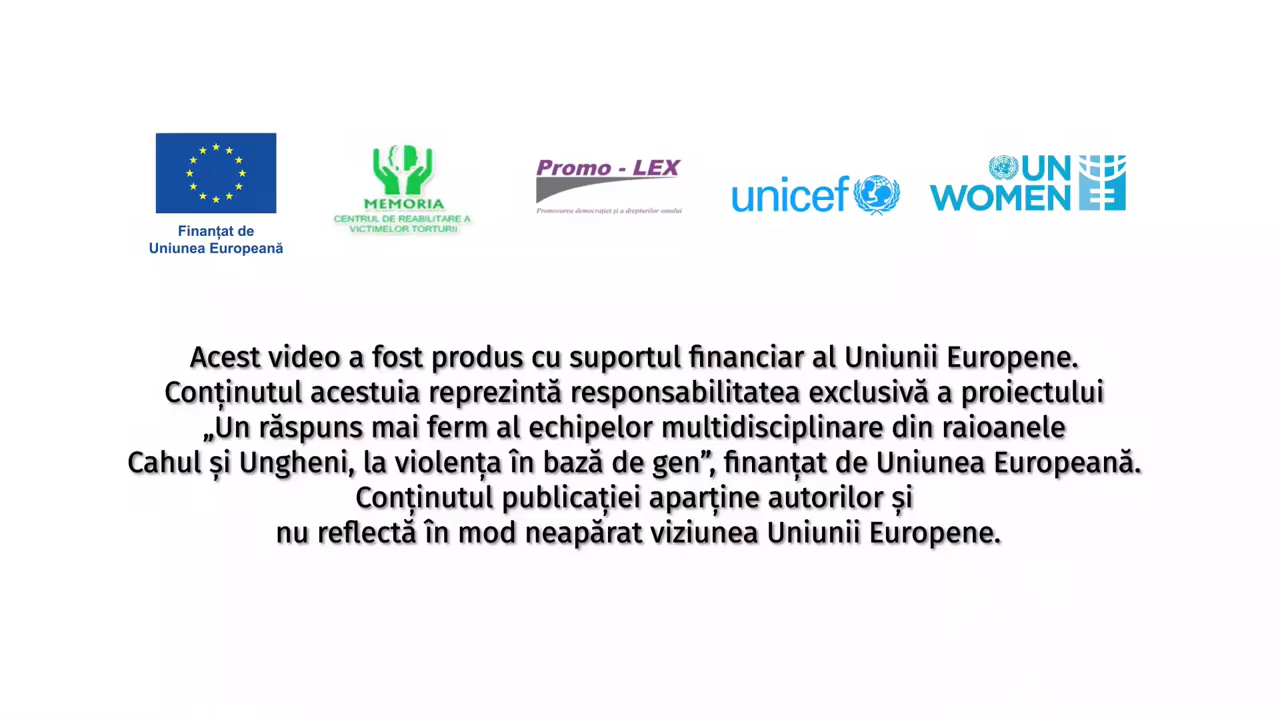 Finanțat de
Uniunea Europeană
MEMORIA
CENTRUL DE REABILITARE A
VICTIMELOR TORTURII
Promo - LEX
Promovarea democrației și a drepturilor omului
unicef
UN
WOMEN
Acest video a fost produs cu suportul financiar al Uniunii Europene.
Conținutul acestuia reprezintă responsabilitatea exclusivă a proiectului
„Un răspuns mai ferm al echipelor multidisciplinare din raioanele
Cahul și Ungheni, la violența în bază de gen”, finanțat de Uniunea Europeană.
Conținutul publicației aparține autorilor și
nu reflectă în mod neapărat viziunea Uniunii Europene.